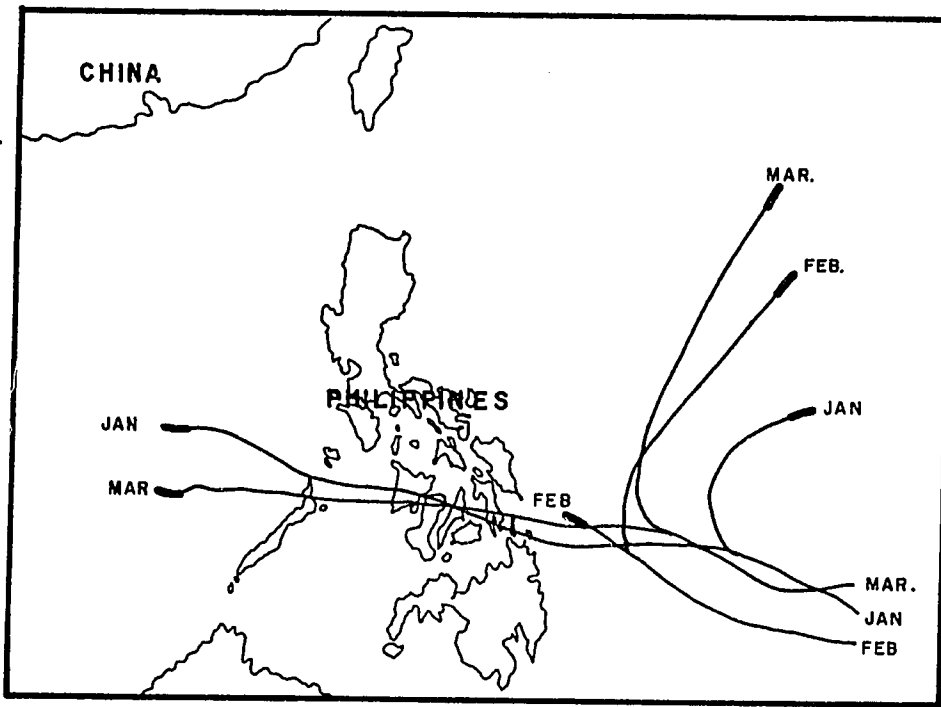 CHINA
MAR.
FEB.
PHILIPPINES
JAN
JAN
MAR
FEB
MAR.
JAN
FEB